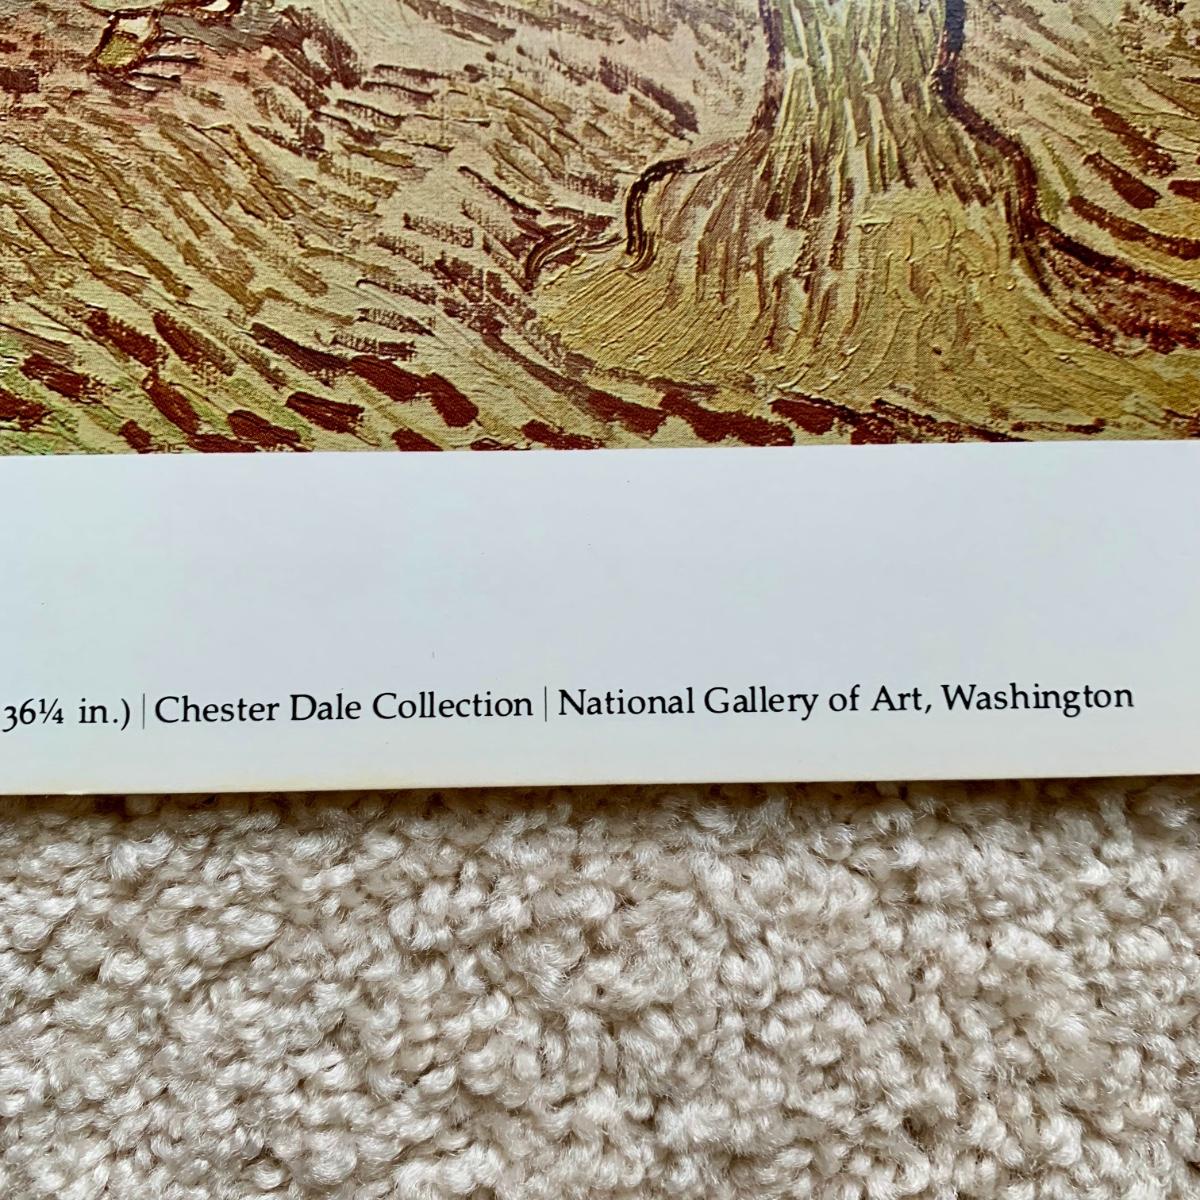 36¼ in.) | Chester Dale Collection | National Gallery of Art, Washington